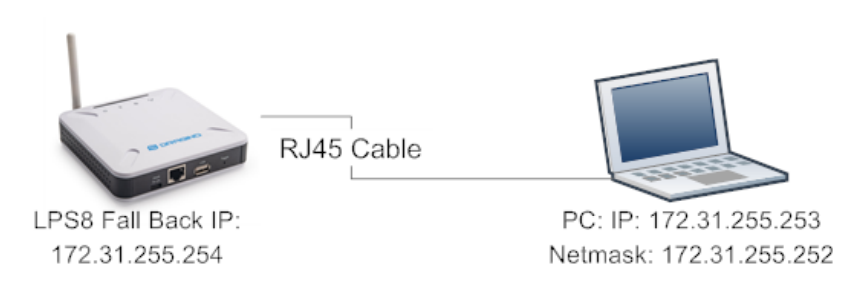 DRAGINO
RJ45 Cable
LPS8 Fall Back IP:
172.31.255.254
PC: IP: 172.31.255.253
Netmask: 172.31.255.252